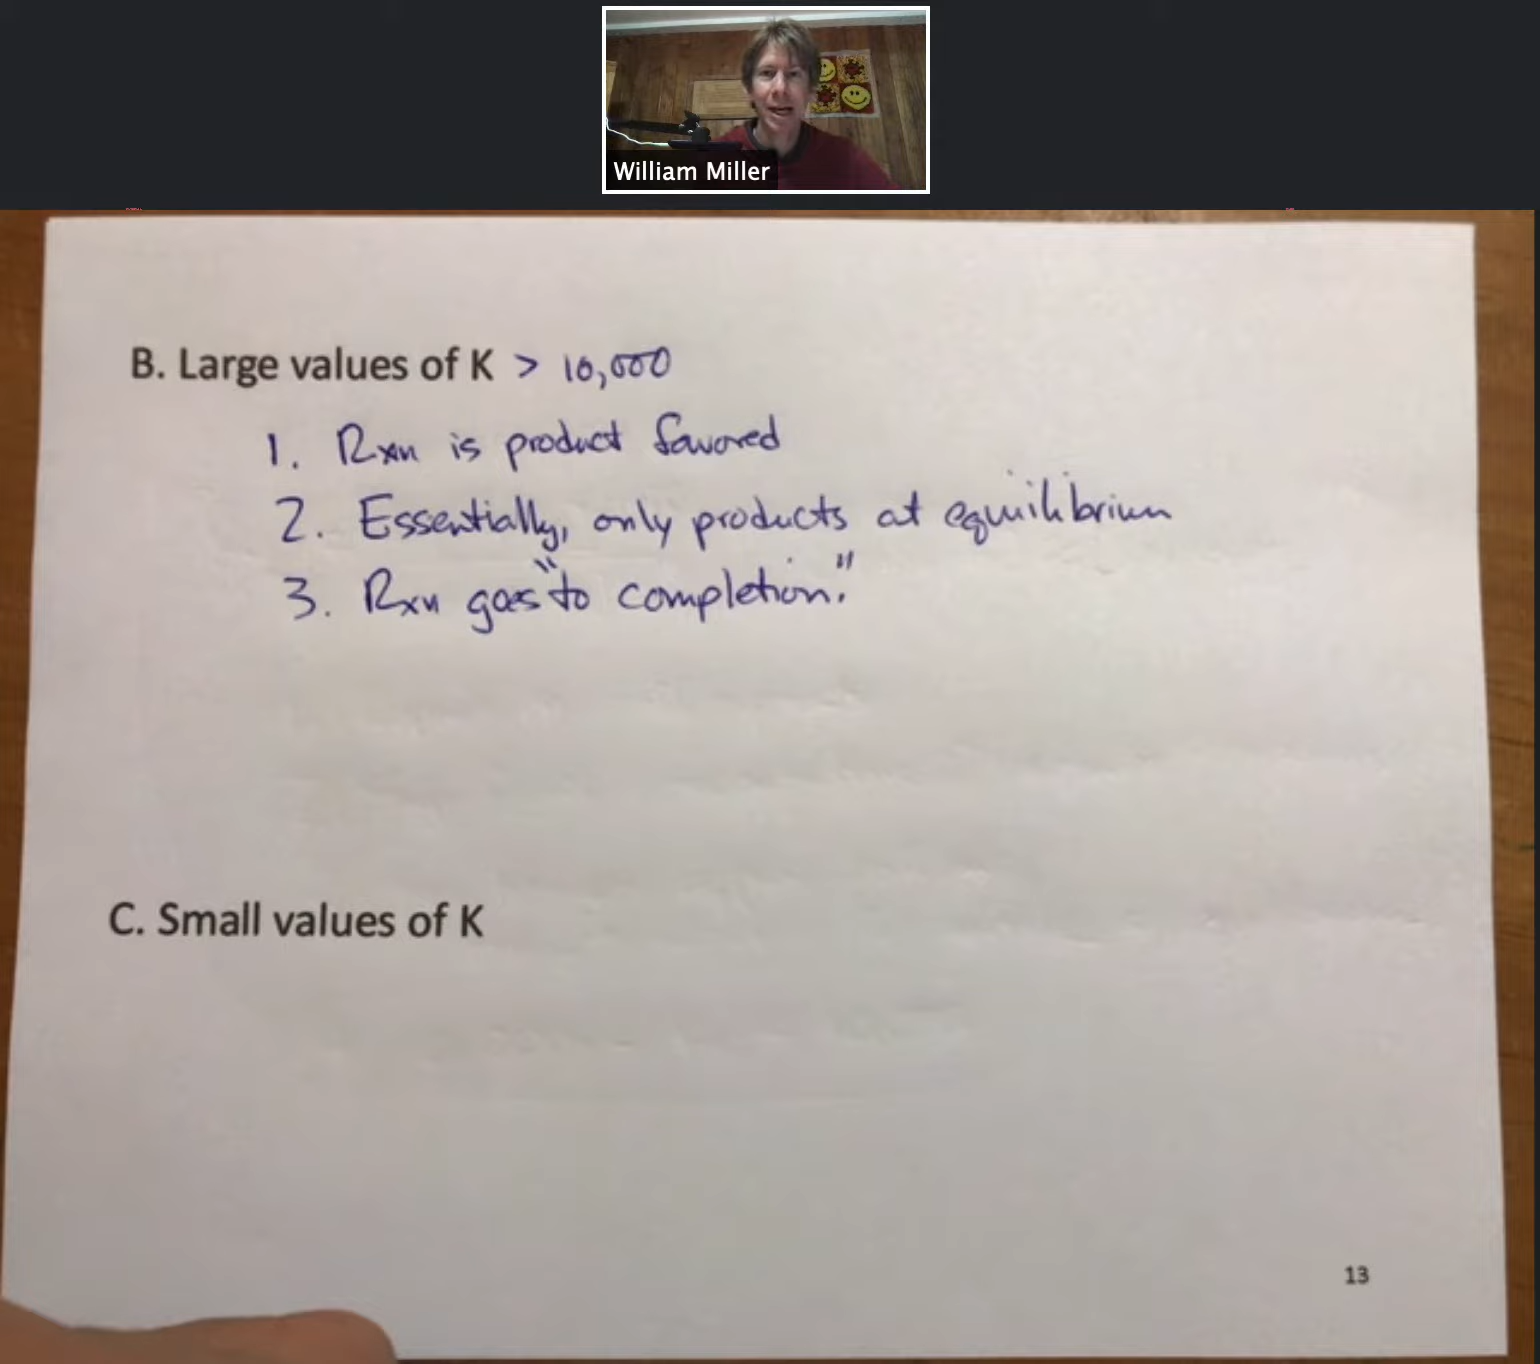 William Miller
B. Large values of K > 10,000
1. Rxn is product favored
2. Essentially, only products at equilibrium
3. Rxn goes "to completion."
C. Small values of K
13